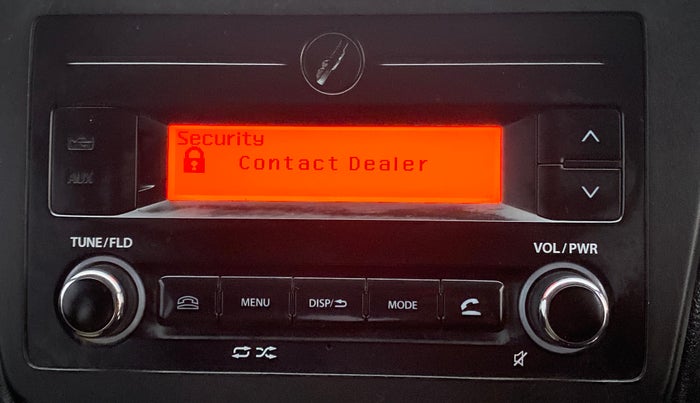 Security
Contact Dealer
AUX
TUNE/FLD
VOL/PWR
MENU
DISP/
MODE